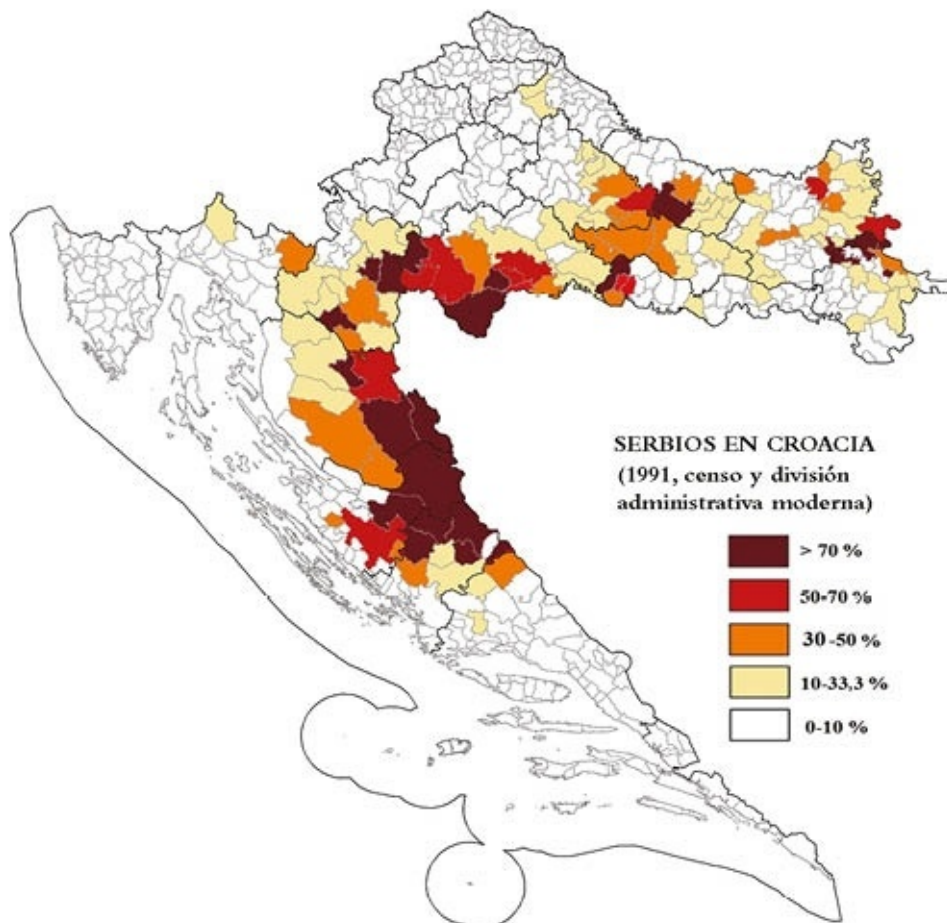 SERBIOS EN CROACIA
(1991, censo y división
administrativa moderna)
> 70 %
50-70 %
30 -50 %
10-33,3 %
0-10 %